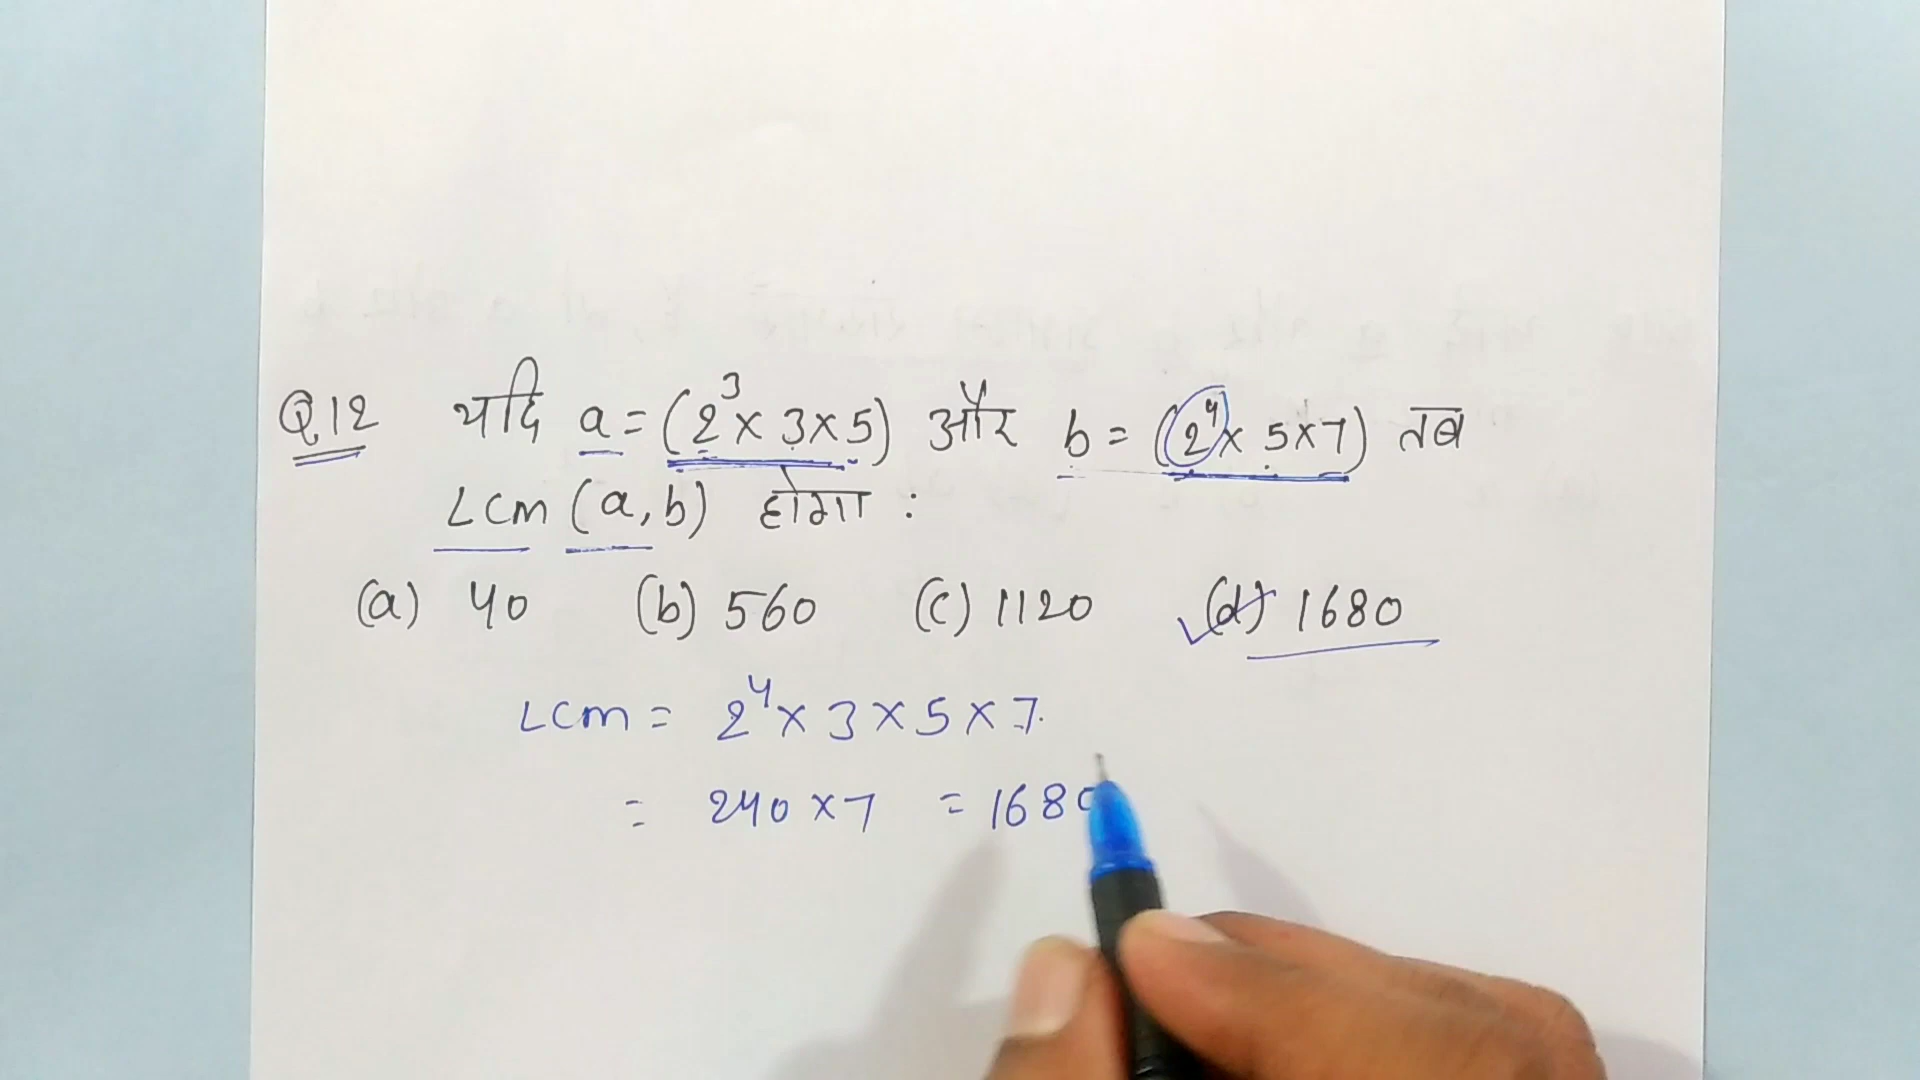 Q12 यदि a = (2³ × 3 × 5) और b = (2⁴ × 5 × 7) तब
LCM (a, b) होगा :
(a) 40 (b) 560 (c) 1120 (d) 1680
LCM = 2⁴ × 3 × 5 × 7
= 240 × 7 = 1680